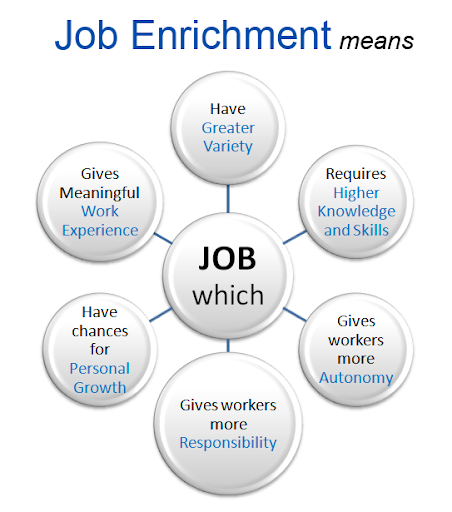 Job Enrichment means
Have
Greater
Variety
Requires
Higher
Knowledge
and Skills
Gives
workers
more
Autonomy
Gives workers
more
Responsibility
Have
chances
for
Personal
Growth
Gives
Meaningful
Work
Experience
JOB
which